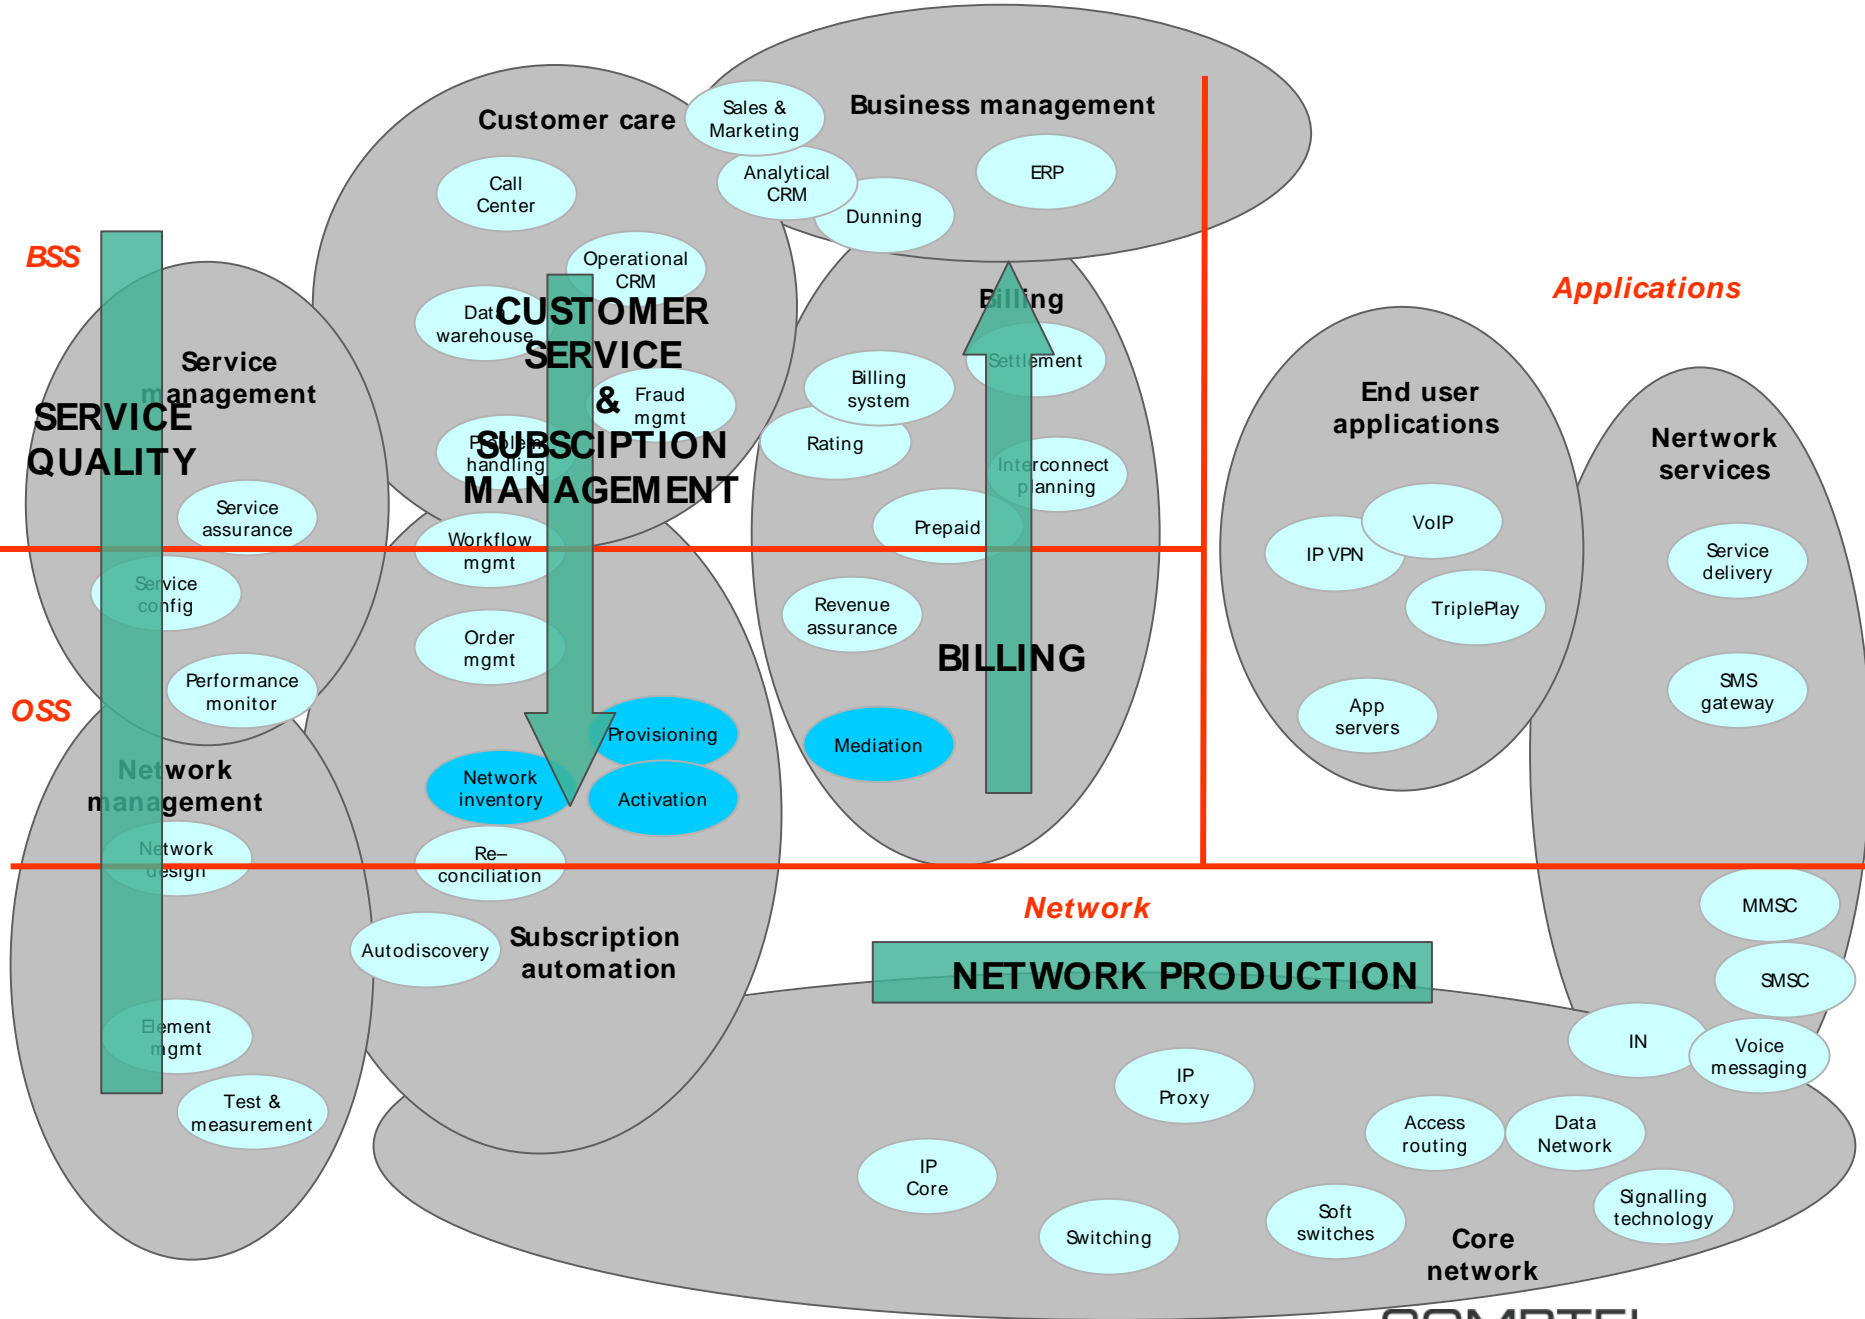 Customer care
Sales &
Marketing
Business management
Call
Center
Analytical
CRM
ERP
Dunning
BSS
Operational
CRM
Applications
Data
warehouse
CUSTOMER
SERVICE
&
SUBSCIPTION
MANAGEMENT
Billing
Settlement
Service
management
SERVICE
QUALITY
Fraud
mgmt
Billing
system
Rating
Problem
handling
Interconnect
planning
End user
applications
Nertwork
services
Service
assurance
Workflow
mgmt
Prepaid
IP VPN
VoIP
Service
delivery
Service
config
Revenue
assurance
TriplePlay
Order
mgmt
BILLING
Performance
monitor
OSS
SMS
gateway
App
servers
Provisioning
Mediation
Network
management
Network
inventory
Activation
Network
design
Re–
conciliation
Network
MMSC
Autodiscovery
Subscription
automation
NETWORK PRODUCTION
SMSC
Element
mgmt
IN
Voice
messaging
Test &
measurement
IP
Proxy
Access
routing
Data
Network
IP
Core
Switching
Soft
switches
Signalling
technology
Core
network